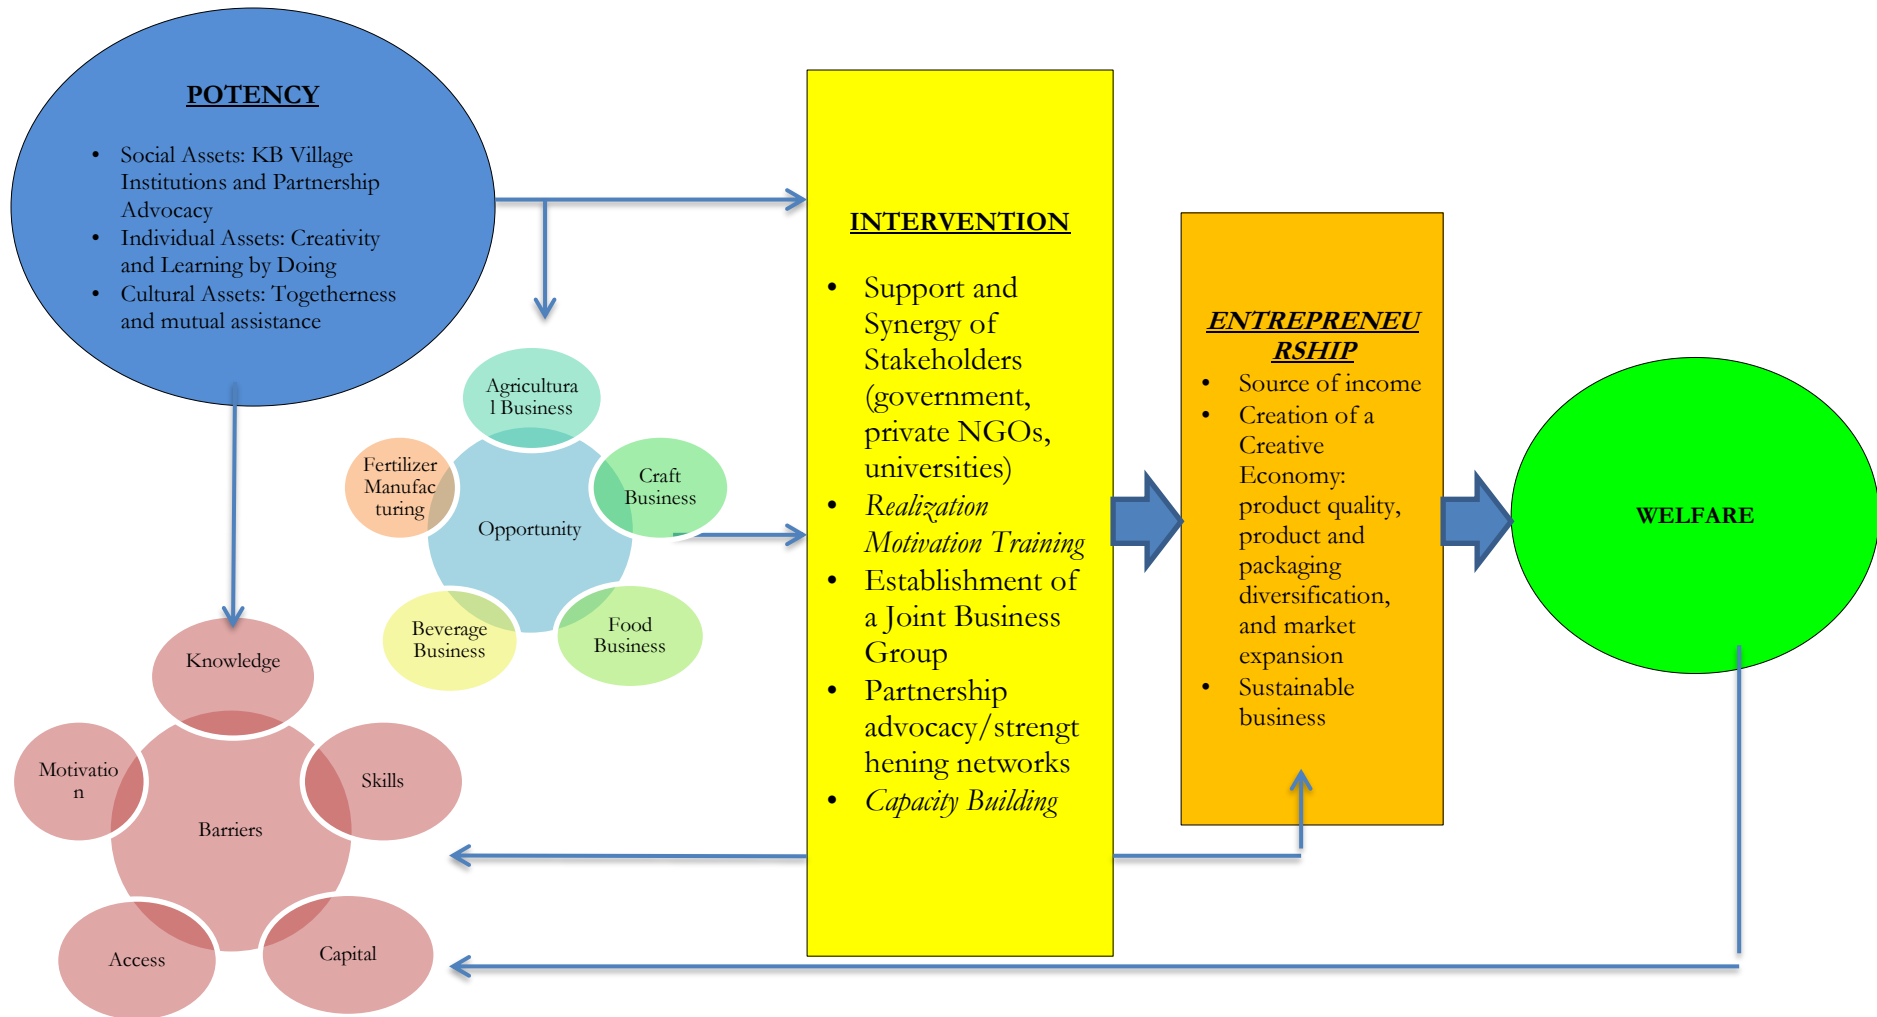 POTENCY
• Social Assets: KB Village
Institutions and Partnership
Advocacy
• Individual Assets: Creativity
and Learning by Doing
• Cultural Assets: Togetherness
and mutual assistance
Agricultura
l Business
Fertilizer
Manufac
turing
Craft
Business
Opportunity
Beverage
Business
Food
Business
Knowledge
Motivatio
n
Skills
Barriers
Access
Capital
INTERVENTION
• Support and
Synergy of
Stakeholders
(government,
private NGOs,
universities)
• Realization
Motivation Training
• Establishment of
a Joint Business
Group
• Partnership
advocacy/strengt
hening networks
• Capacity Building
ENTREPRENEU
RSHIP
• Source of income
• Creation of a
Creative
Economy:
product quality,
product and
packaging
diversification,
and market
expansion
• Sustainable
business
WELFARE